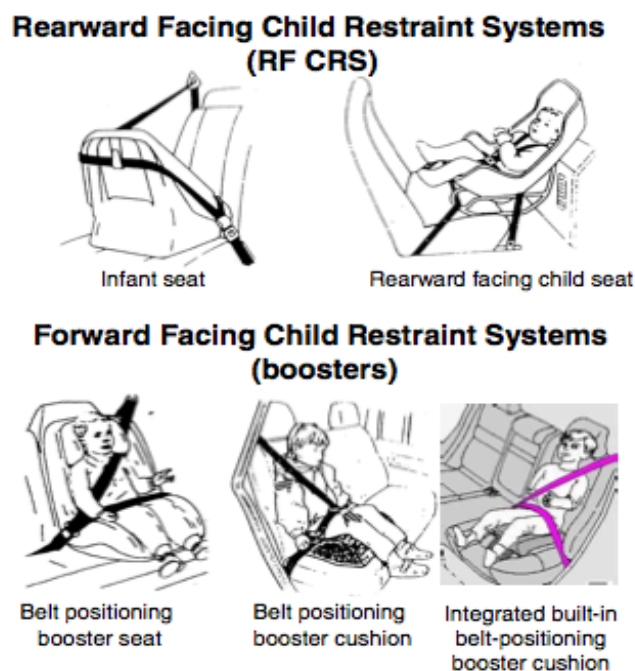 Rearward Facing Child Restraint Systems
(RF CRS)
Infant seat
Rearward facing child seat
Forward Facing Child Restraint Systems
(boosters)
Belt positioning
booster seat
Belt positioning
booster cushion
Integrated built-in
belt-positioning
booster cushion